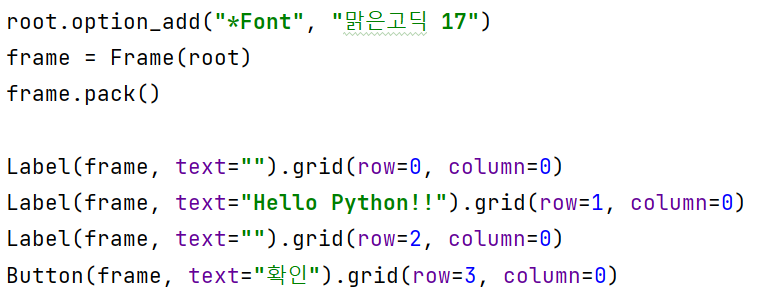 root.option_add("*Font", "맑은고딕 17")
frame = Frame(root)
frame.pack()
Label(frame, text="").grid(row=0, column=0)
Label(frame, text="Hello Python!!").grid(row=1, column=0)
Label(frame, text="").grid(row=2, column=0)
Button(frame, text="확인").grid(row=3, column=0)